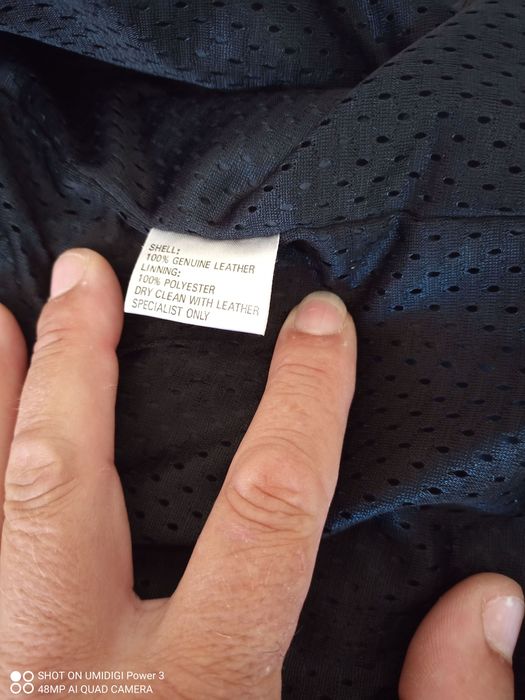 SHELL:
100% GENUINE LEATHER
LINNING:
100% POLYESTER
DRY CLEAN WITH LEATHER
SPECIALIST ONLY
SHOT ON UMIDIGI Power 3
48MP AI QUAD CAMERA